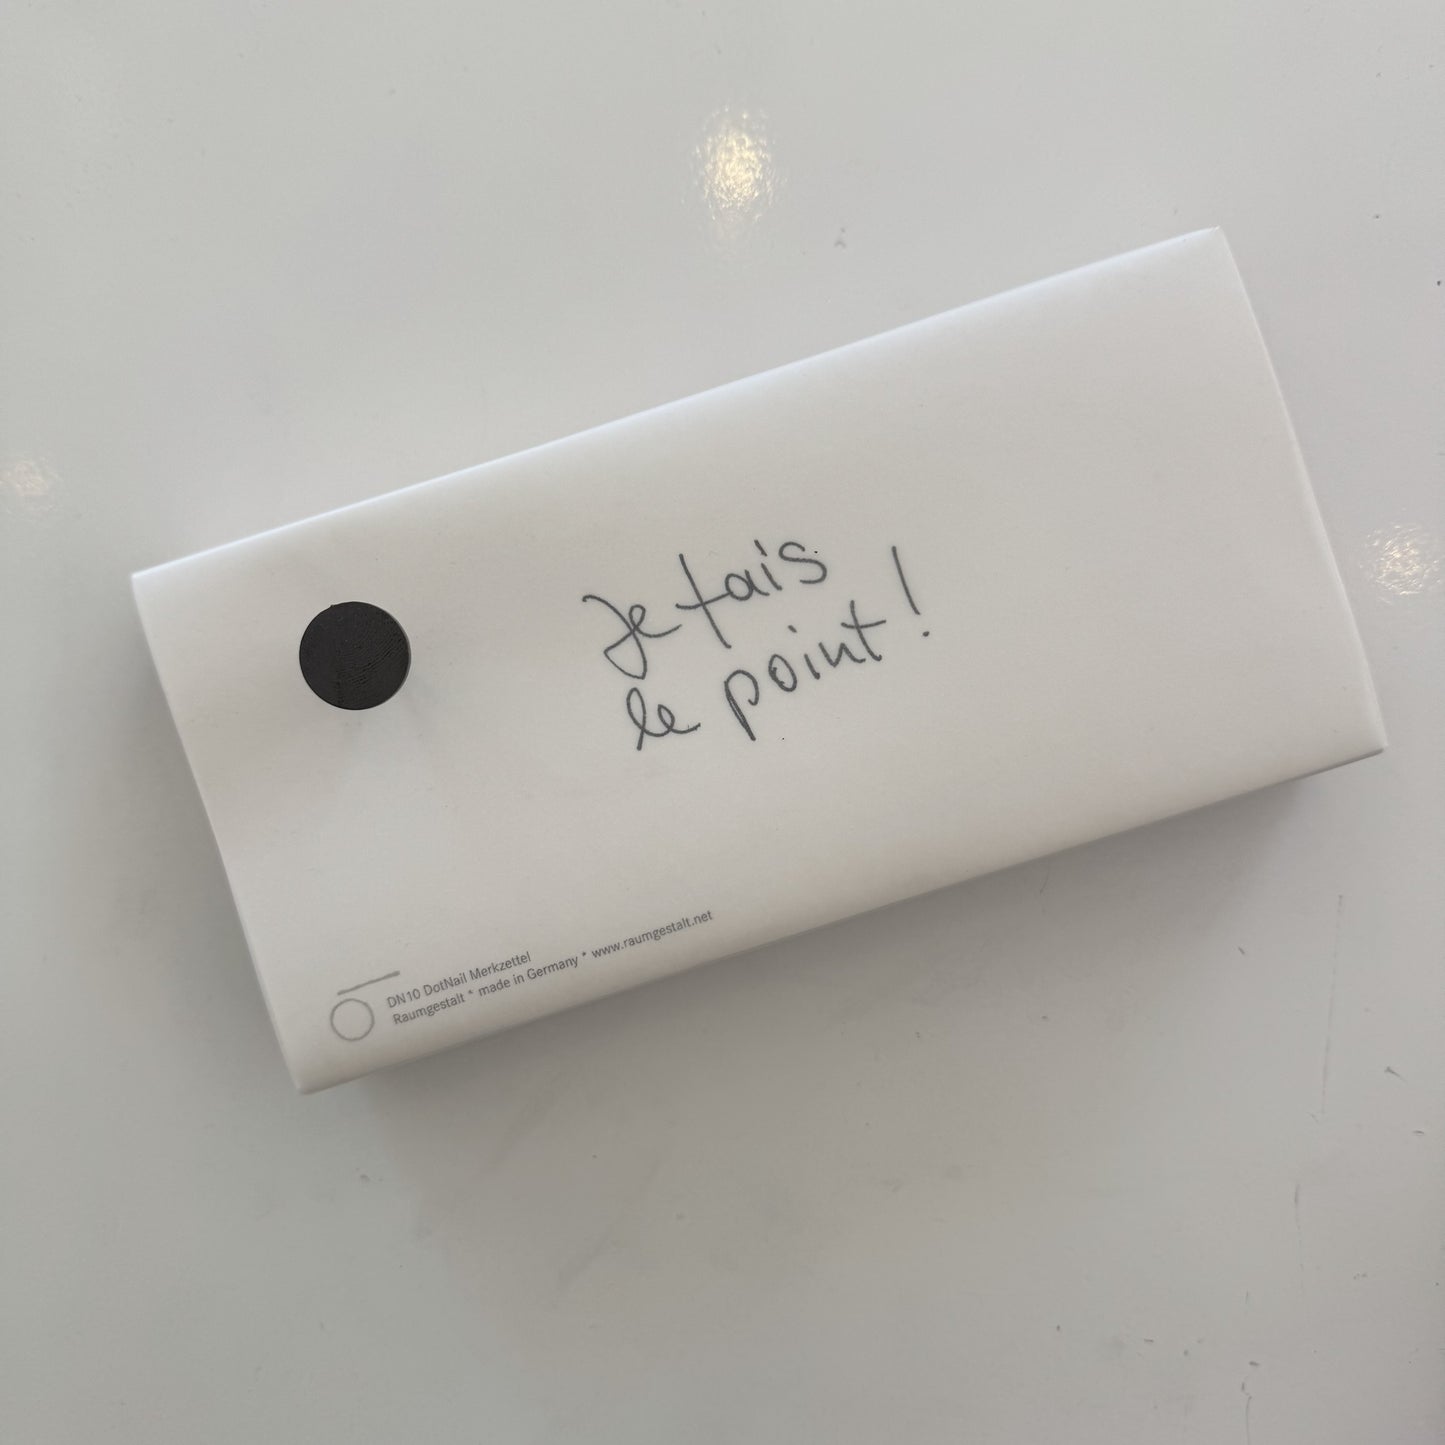 Je fais
le point !
DN10 DotNail Merkzettel
Raumgestalt * made in Germany * www.raumgestalt.net